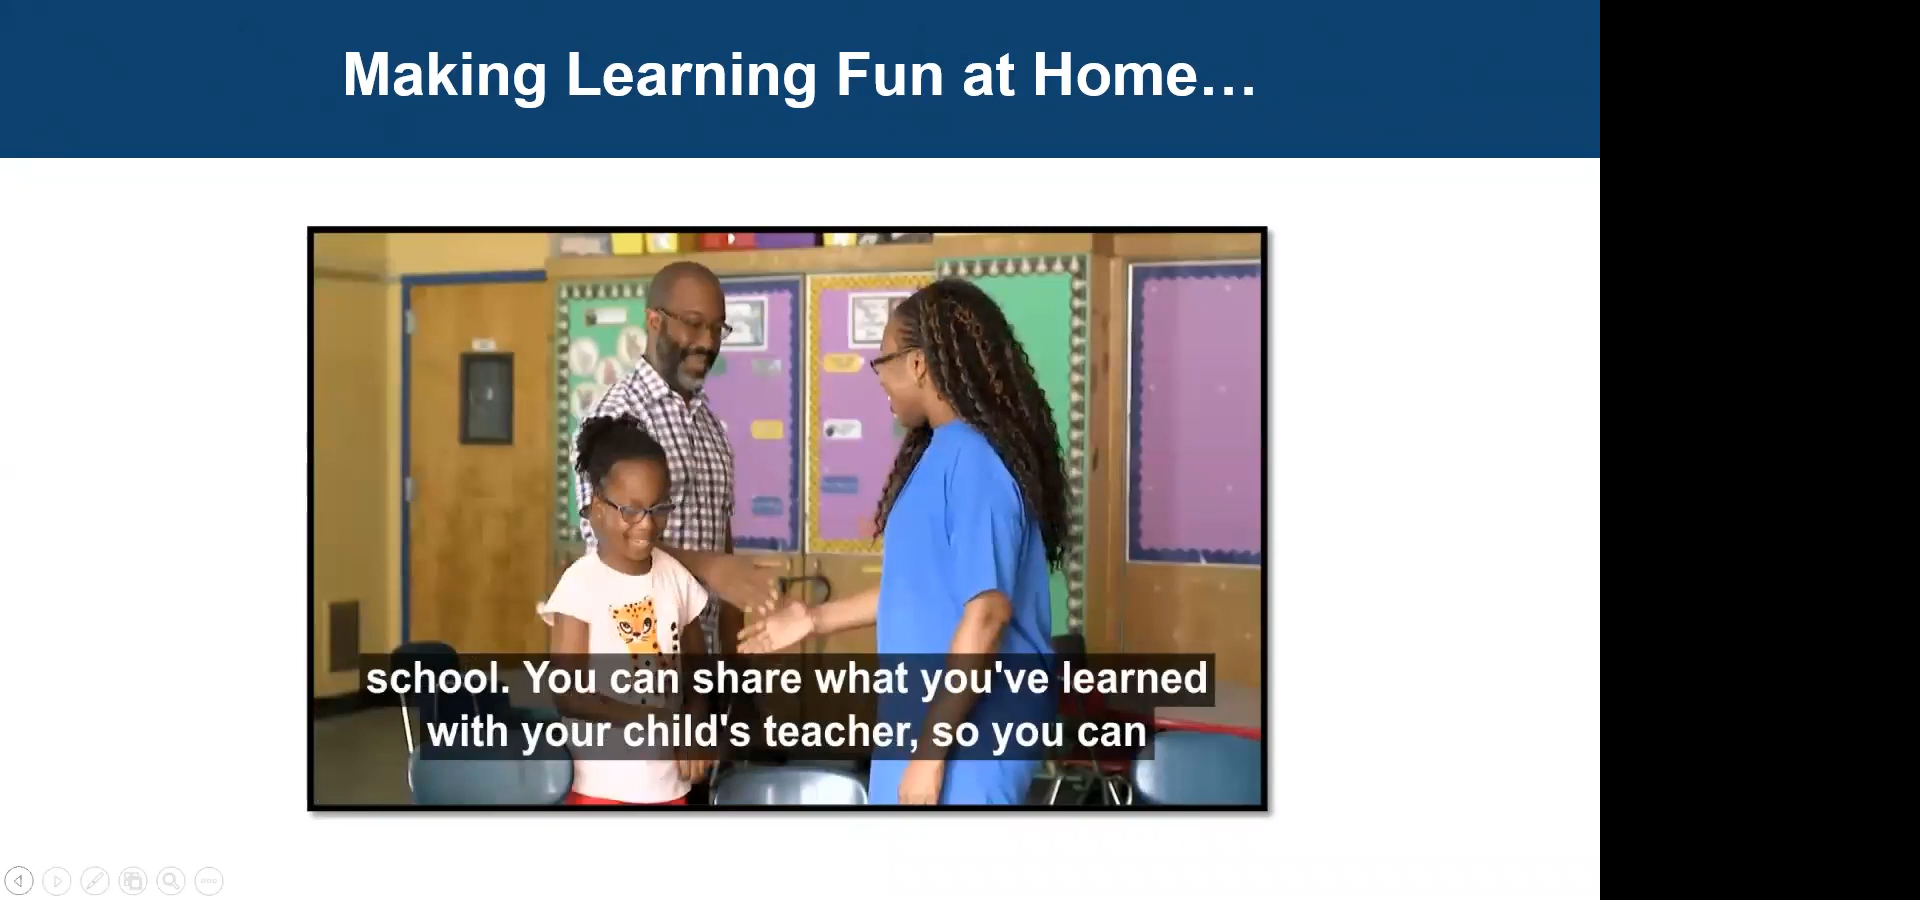 Making Learning Fun at Home…
school. You can share what you've learned
with your child's teacher, so you can